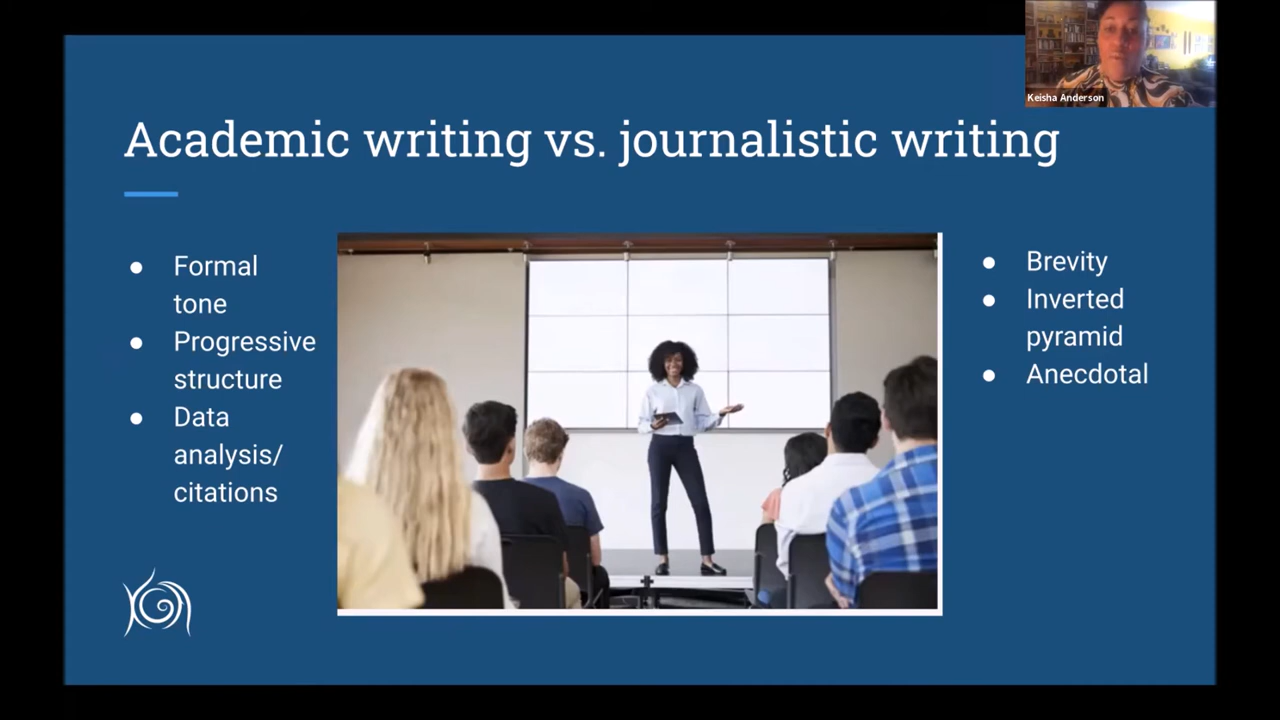 Keisha Anderson
Academic writing vs. journalistic writing
● Formal
tone
● Progressive
structure
● Data
analysis/
citations
● Brevity
● Inverted
pyramid
● Anecdotal